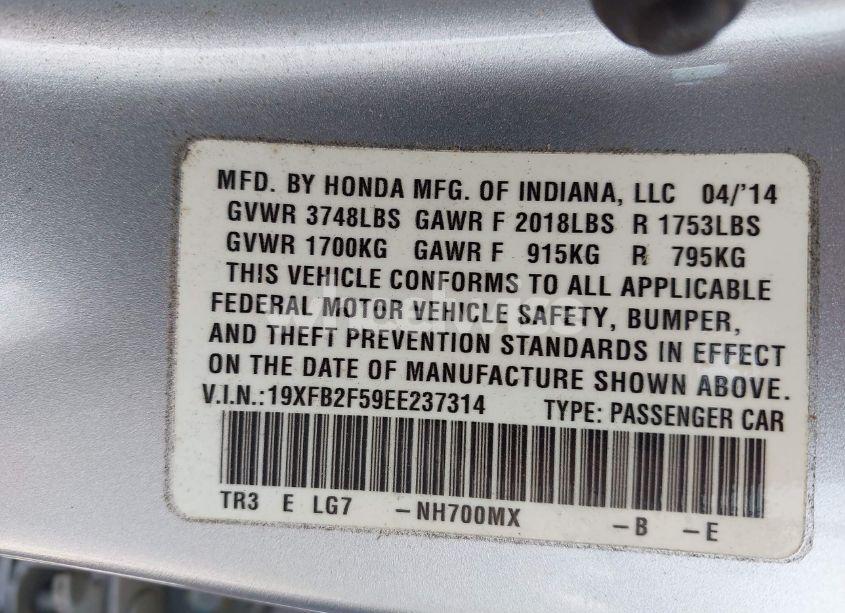 MFD. BY HONDA MFG. OF INDIANA, LLC 04/'14
GVWR 3748LBS GAWR F 2018LBS R 1753LBS
GVWR 1700KG GAWR F 915KG R 795KG
THIS VEHICLE CONFORMS TO ALL APPLICABLE
FEDERAL MOTOR VEHICLE SAFETY, BUMPER,
AND THEFT PREVENTION STANDARDS IN EFFECT
ON THE DATE OF MANUFACTURE SHOWN ABOVE.
V.I.N.:19XFB2F59EE237314 TYPE: PASSENGER CAR
TR3 E LG7 -NH700MX -B -E